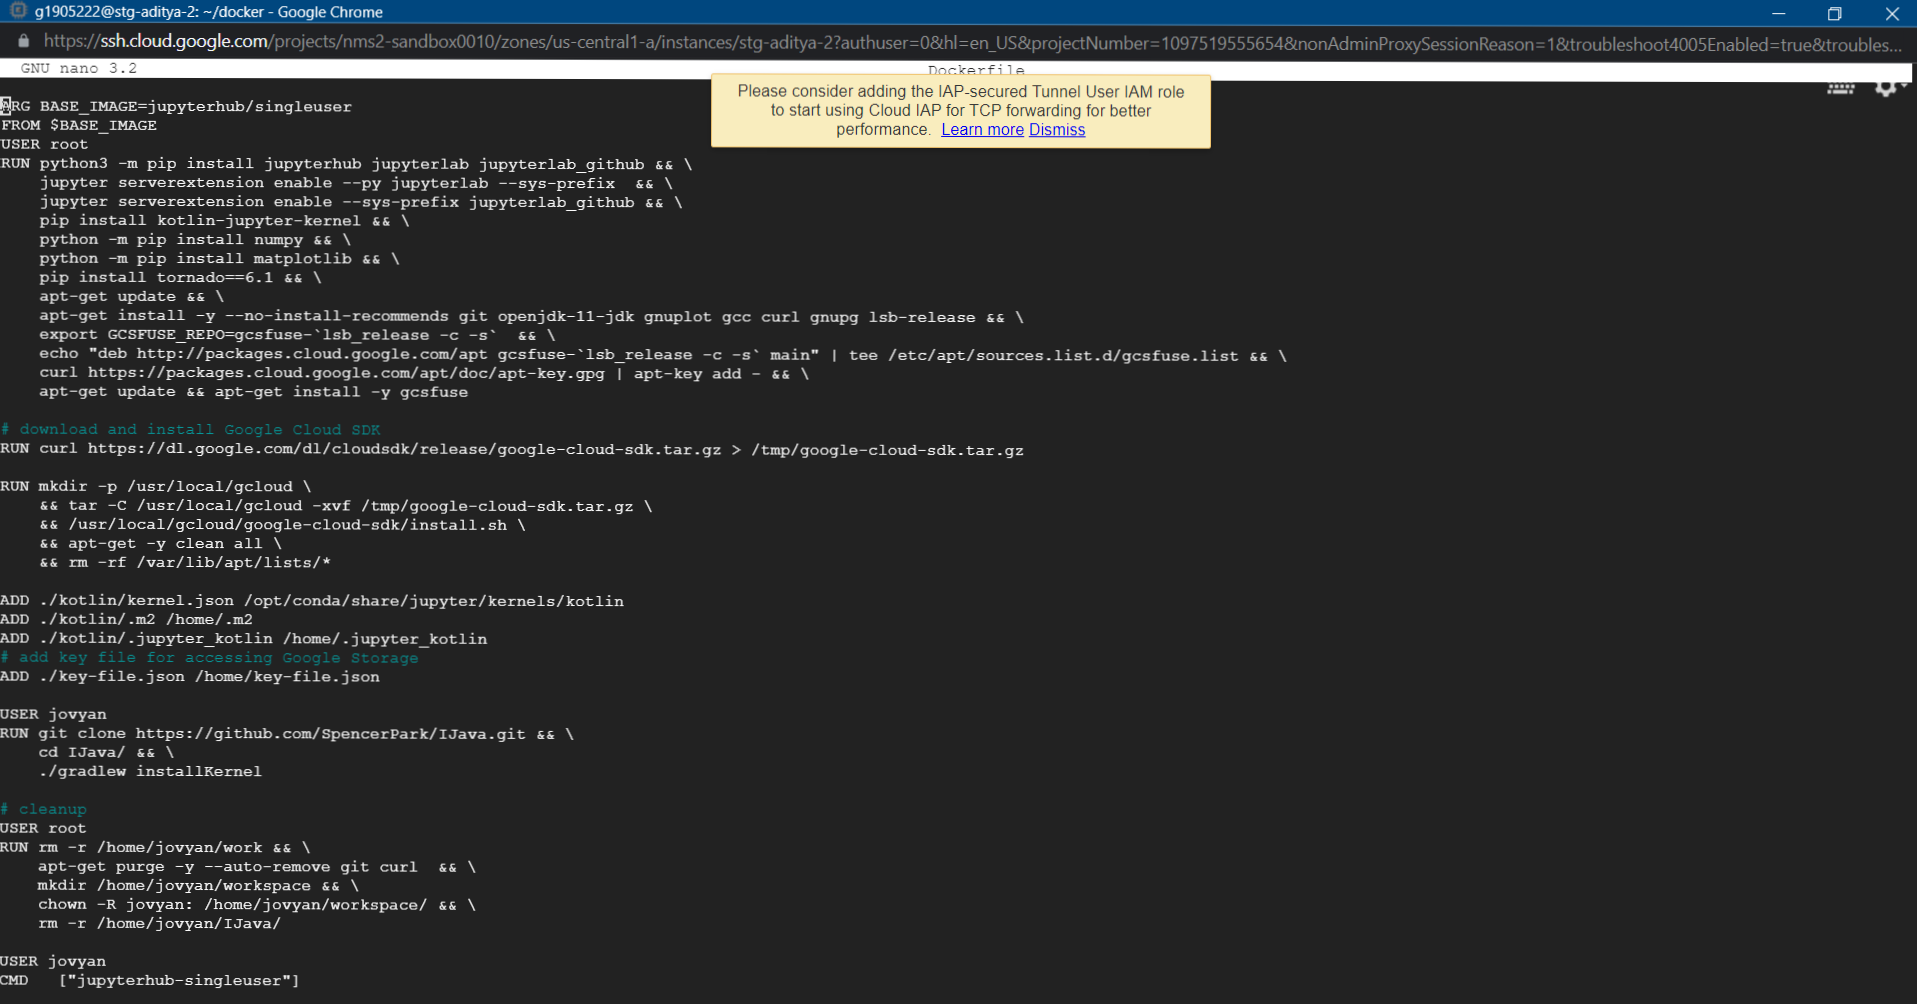 g1905222@stg-aditya-2: ~/docker - Google Chrome
https://ssh.cloud.google.com/projects/nms2-sandbox0010/zones/us-central1-a/instances/stg-aditya-2?authuser=0&hl=en_US&projectNumber=1097519555654&nonAdminProxySessionReason=1&troubleshoot4005Enabled=true&troubles...
GNU nano 3.2 Dockerfile
Please consider adding the IAP-secured Tunnel User IAM role
to start using Cloud IAP for TCP forwarding for better
performance. Learn more Dismiss
ARG BASE_IMAGE=jupyterhub/singleuser
FROM $BASE_IMAGE
USER root
RUN python3 -m pip install jupyterhub jupyterlab jupyterlab_github && \
    jupyter serverextension enable --py jupyterlab --sys-prefix  && \
    jupyter serverextension enable --sys-prefix jupyterlab_github && \
    pip install kotlin-jupyter-kernel && \
    python -m pip install numpy && \
    python -m pip install matplotlib && \
    pip install tornado==6.1 && \
    apt-get update && \
    apt-get install -y --no-install-recommends git openjdk-11-jdk gnuplot gcc curl gnupg lsb-release && \
    export GCSFUSE_REPO=gcsfuse-`lsb_release -c -s`  && \
    echo "deb http://packages.cloud.google.com/apt gcsfuse-`lsb_release -c -s` main" | tee /etc/apt/sources.list.d/gcsfuse.list && \
    curl https://packages.cloud.google.com/apt/doc/apt-key.gpg | apt-key add - && \
    apt-get update && apt-get install -y gcsfuse
# download and install Google Cloud SDK
RUN curl https://dl.google.com/dl/cloudsdk/release/google-cloud-sdk.tar.gz > /tmp/google-cloud-sdk.tar.gz
RUN mkdir -p /usr/local/gcloud \
    && tar -C /usr/local/gcloud -xvf /tmp/google-cloud-sdk.tar.gz \
    && /usr/local/gcloud/google-cloud-sdk/install.sh \
    && apt-get -y clean all \
    && rm -rf /var/lib/apt/lists/*
ADD ./kotlin/kernel.json /opt/conda/share/jupyter/kernels/kotlin
ADD ./kotlin/.m2 /home/.m2
ADD ./kotlin/.jupyter_kotlin /home/.jupyter_kotlin
# add key file for accessing Google Storage
ADD ./key-file.json /home/key-file.json
USER jovyan
RUN git clone https://github.com/SpencerPark/IJava.git && \
    cd IJava/ && \
    ./gradlew installKernel
# cleanup
USER root
RUN rm -r /home/jovyan/work && \
    apt-get purge -y --auto-remove git curl  && \
    mkdir /home/jovyan/workspace && \
    chown -R jovyan: /home/jovyan/workspace/ && \
    rm -r /home/jovyan/IJava/
USER jovyan
CMD   ["jupyterhub-singleuser"]